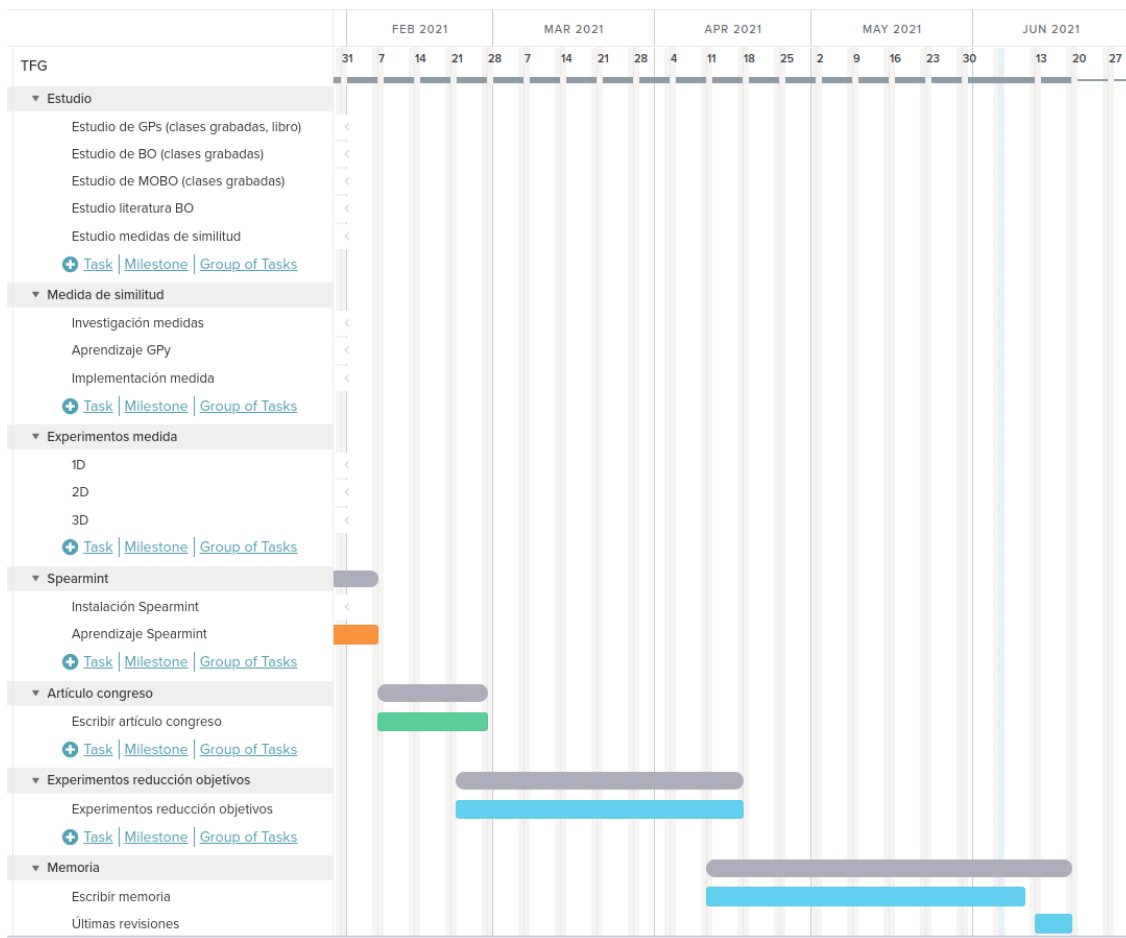 FEB 2021 MAR 2021 APR 2021 MAY 2021 JUN 2021
TFG 31 7 14 21 28 7 14 21 28 4 11 18 25 2 9 16 23 30 13 20 27
Estudio
Estudio de GPs (clases grabadas, libro)
Estudio de BO (clases grabadas)
Estudio de MOBO (clases grabadas)
Estudio literatura BO
Estudio medidas de similitud
Task | Milestone | Group of Tasks
Medida de similitud
Investigación medidas
Aprendizaje GPy
Implementación medida
Task | Milestone | Group of Tasks
Experimentos medida
1D
2D
3D
Task | Milestone | Group of Tasks
Spearmint
Instalación Spearmint
Aprendizaje Spearmint
Task | Milestone | Group of Tasks
Artículo congreso
Escribir artículo congreso
Task | Milestone | Group of Tasks
Experimentos reducción objetivos
Experimentos reducción objetivos
Task | Milestone | Group of Tasks
Memoria
Escribir memoria
Últimas revisiones